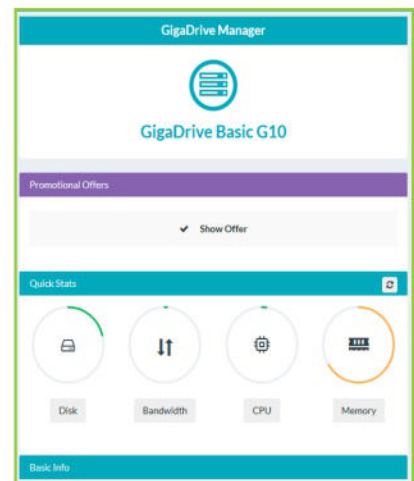 GigaDrive Manager
GigaDrive Basic G10
Promotional Offers
✔ Show Offer
Quick Stats
Disk Bandwidth CPU Memory
Basic Info